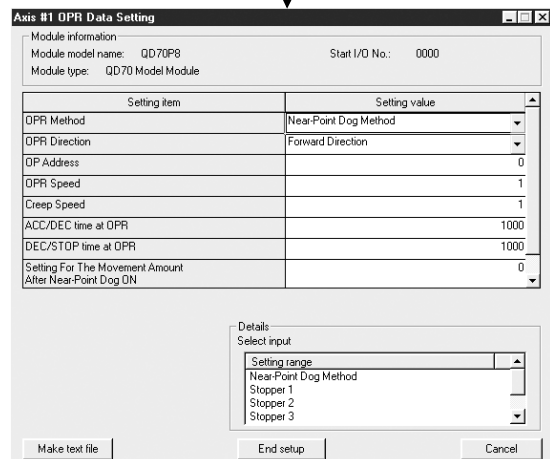 Axis #1 OPR Data Setting
Module information
Module model name: QD70P8 Start I/O No.: 0000
Module type: QD70 Model Module
Setting item Setting value
OPR Method Near-Point Dog Method
OPR Direction Forward Direction
OP Address 0
OPR Speed 1
Creep Speed 1
ACC/DEC time at OPR 1000
DEC/STOP time at OPR 1000
Setting For The Movement Amount 0
After Near-Point Dog ON
Details
Select input
Setting range
Near-Point Dog Method
Stopper 1
Stopper 2
Stopper 3
Make text file End setup Cancel